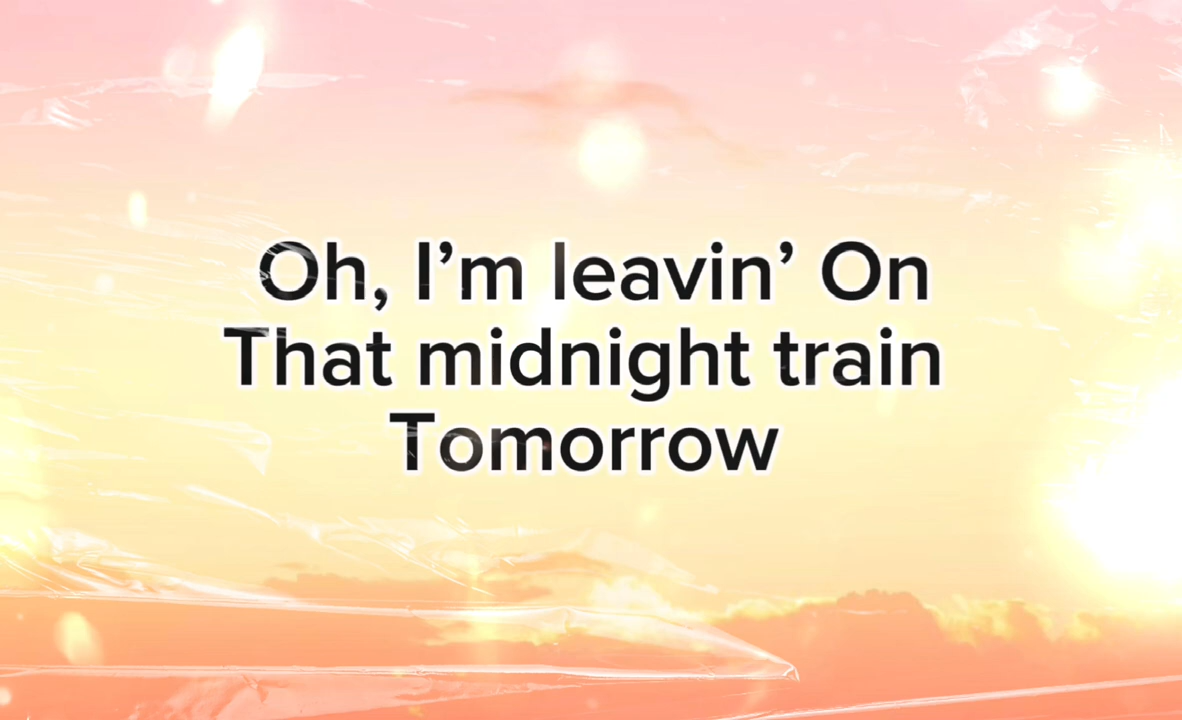 Oh, I’m leavin’ On
That midnight train
Tomorrow